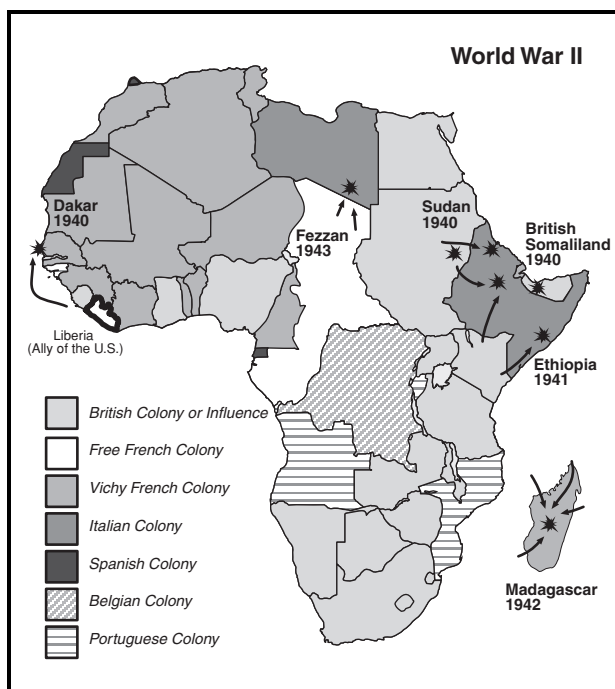 World War II
Dakar
1940
Fezzan
1943
Sudan
1940
British
Somaliland
1940
Liberia
(Ally of the U.S.)
Ethiopia
1941
British Colony or Influence
Free French Colony
Vichy French Colony
Italian Colony
Spanish Colony
Belgian Colony
Portuguese Colony
Madagascar
1942